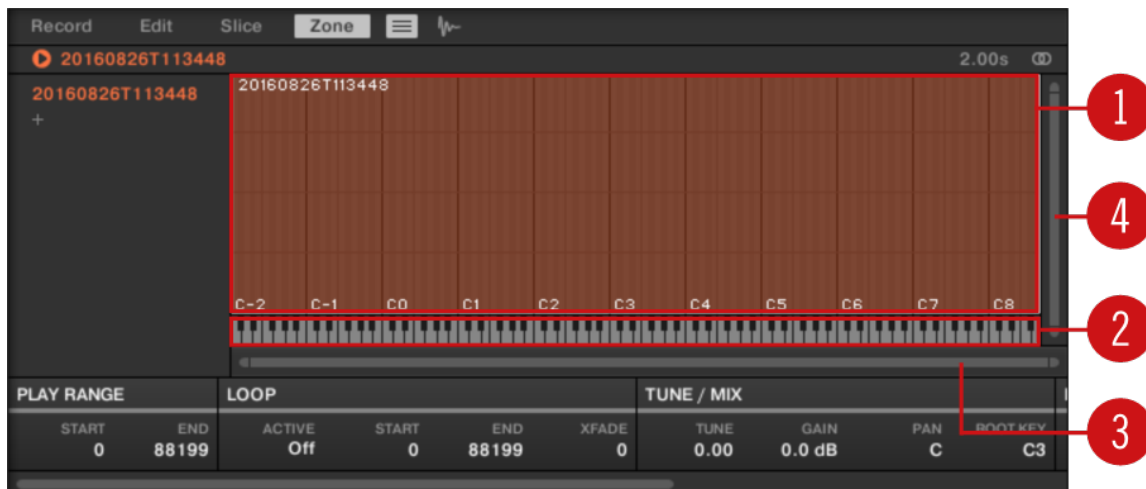 Record Edit Slice Zone
20160826T113448 2.00s
20160826T113448
+
20160826T113448
1
4
C-2 C-1 C0 C1 C2 C3 C4 C5 C6 C7 C8
2
PLAY RANGE LOOP TUNE / MIX
START END ACTIVE START END XFADE TUNE GAIN PAN ROOT KEY
0 88199 Off 0 88199 0 0.00 0.0 dB C C3
3